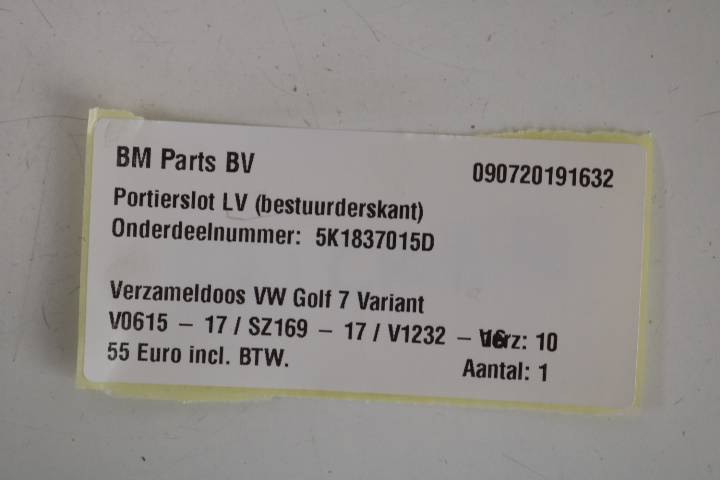 BM Parts BV
090720191632
Portierslot LV (bestuurderskant)
Onderdeelnummer: 5K1837015D
Verzameldoos VW Golf 7 Variant
V0615 - 17 / SZ169 - 17 / V1232 - Verz: 10
55 Euro incl. BTW.
Aantal: 1